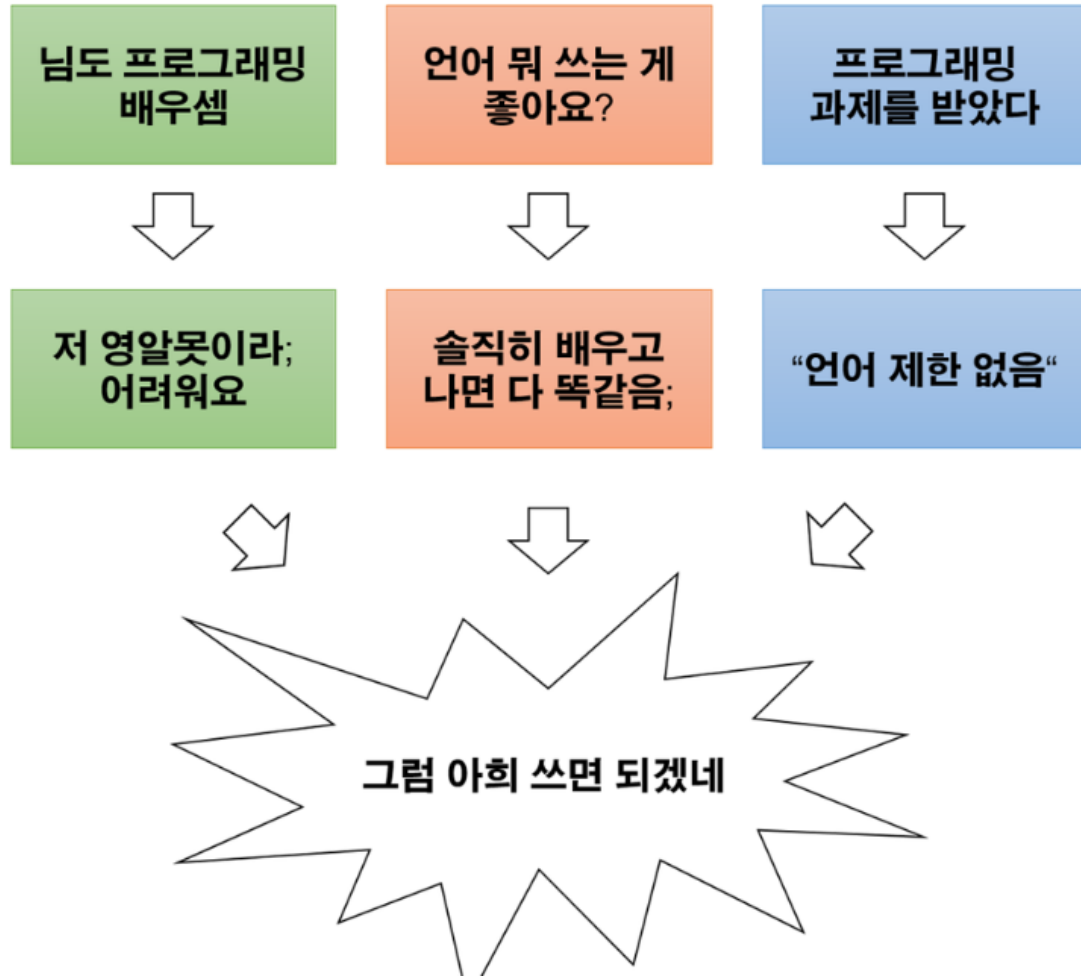 님도 프로그래밍
배우셈
언어 뭐 쓰는 게
좋아요?
프로그래밍
과제를 받았다
저 영알못이라;
어려워요
솔직히 배우고
나면 다 똑같음;
“언어 제한 없음“
그럼 아희 쓰면 되겠네